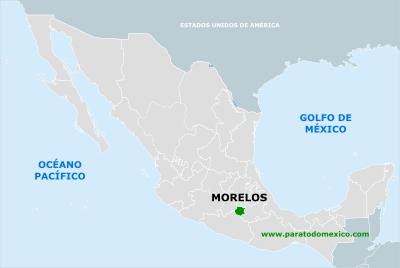 ESTADOS UNIDOS DE AMÉRICA
GOLFO DE
MÉXICO
OCÉANO
PACÍFICO
MORELOS
www.paratodomexico.com